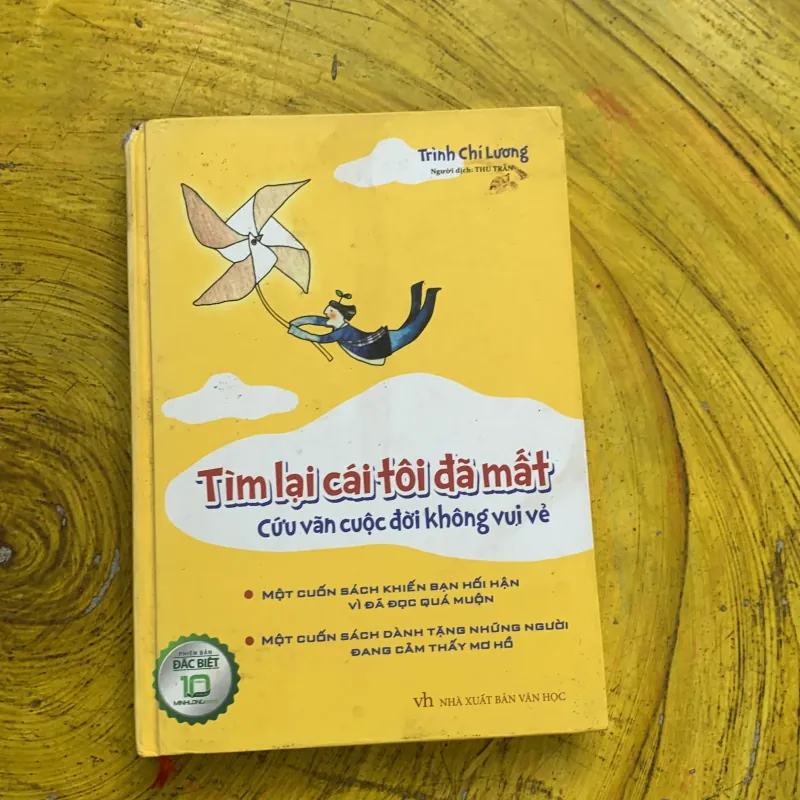 Trình Chí Lương
Người dịch: THU TRẦN
Tìm lại cái tôi đã mất
Cứu vãn cuộc đời không vui vẻ
MỘT CUỐN SÁCH KHIẾN BẠN HỐI HẬN
VÌ ĐÃ ĐỌC QUÁ MUỘN
MỘT CUỐN SÁCH DÀNH TẶNG NHỮNG NGƯỜI
ĐANG CẢM THẤY MƠ HỒ
PHIÊN BẢN
ĐẶC BIỆT
10
MINHLONG
vh NHÀ XUẤT BẢN VĂN HỌC